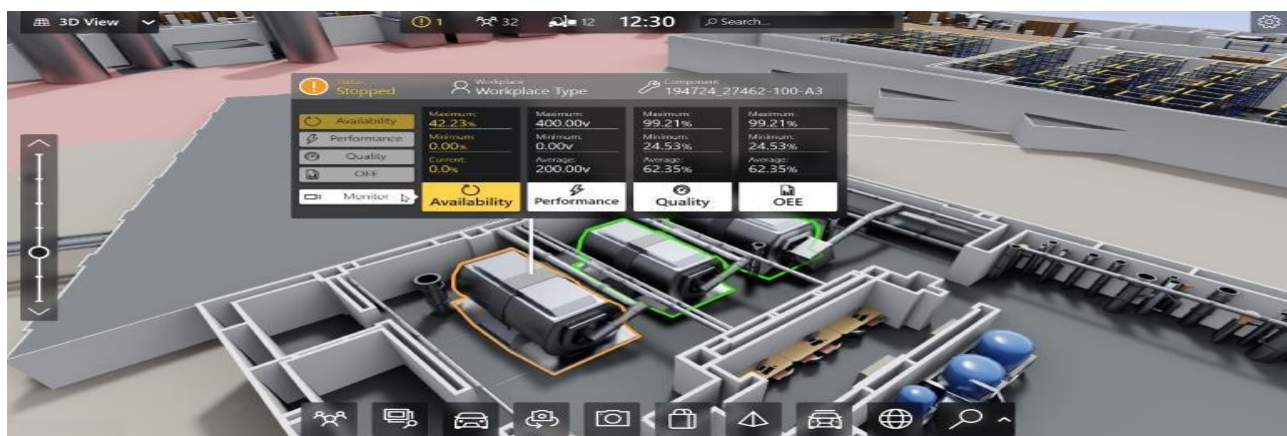 3D View
1
32
12
12:30
Search...
Status
Stopped
Workplace
Workplace Type
Component
194724_27462-100-A3
Availability
Performance
Quality
OEE
Monitor
Maximum:
42.23%
Minimum:
0.00%
Current:
0.0%
Availability
Maximum:
400.00v
Minimum:
0.00v
Average:
200.00v
Performance
Maximum:
99.21%
Minimum:
24.53%
Average:
62.35%
Quality
Maximum:
99.21%
Minimum:
24.53%
Average:
62.35%
OEE